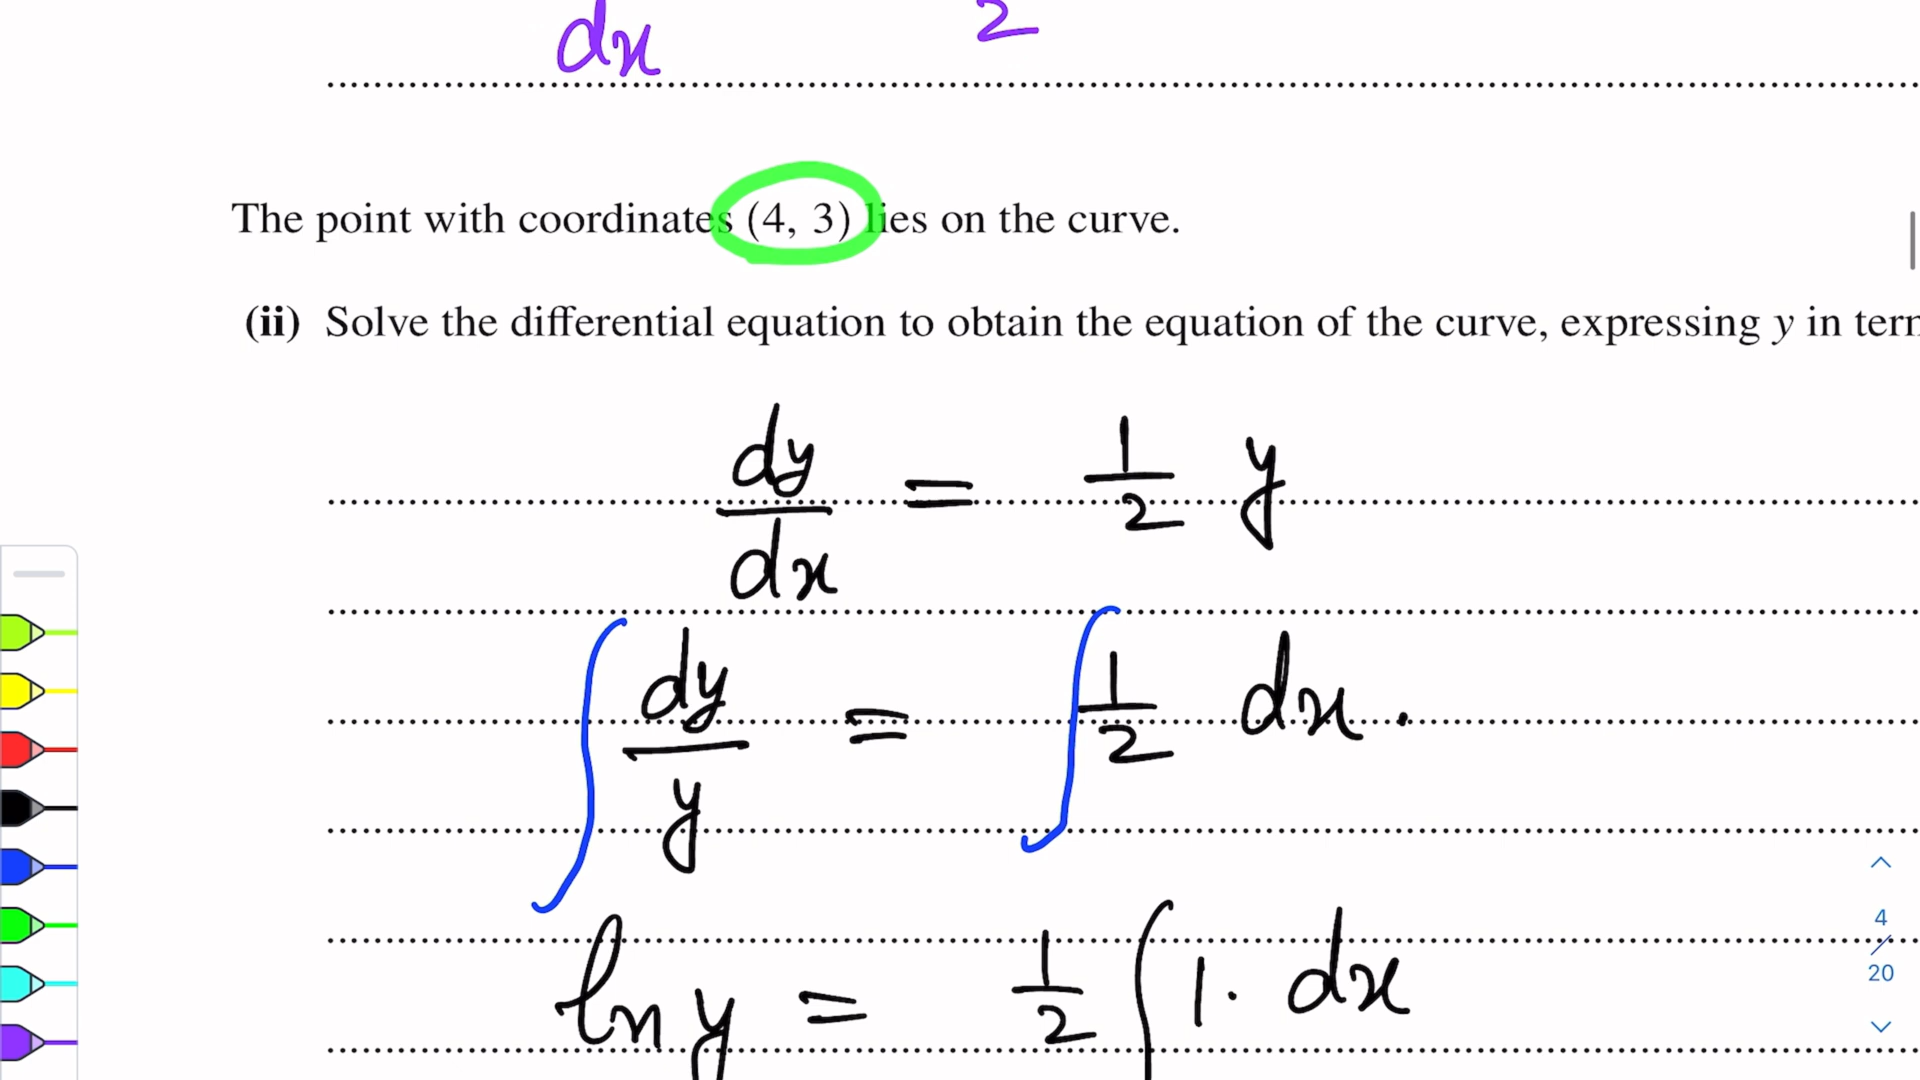 dx 2
The point with coordinates (4, 3) lies on the curve.
(ii) Solve the differential equation to obtain the equation of the curve, expressing y in
dy/dx = 1/2 y
∫ dy/y = ∫ 1/2 dx.
ln y = 1/2 ∫ 1. dx
4
/
20